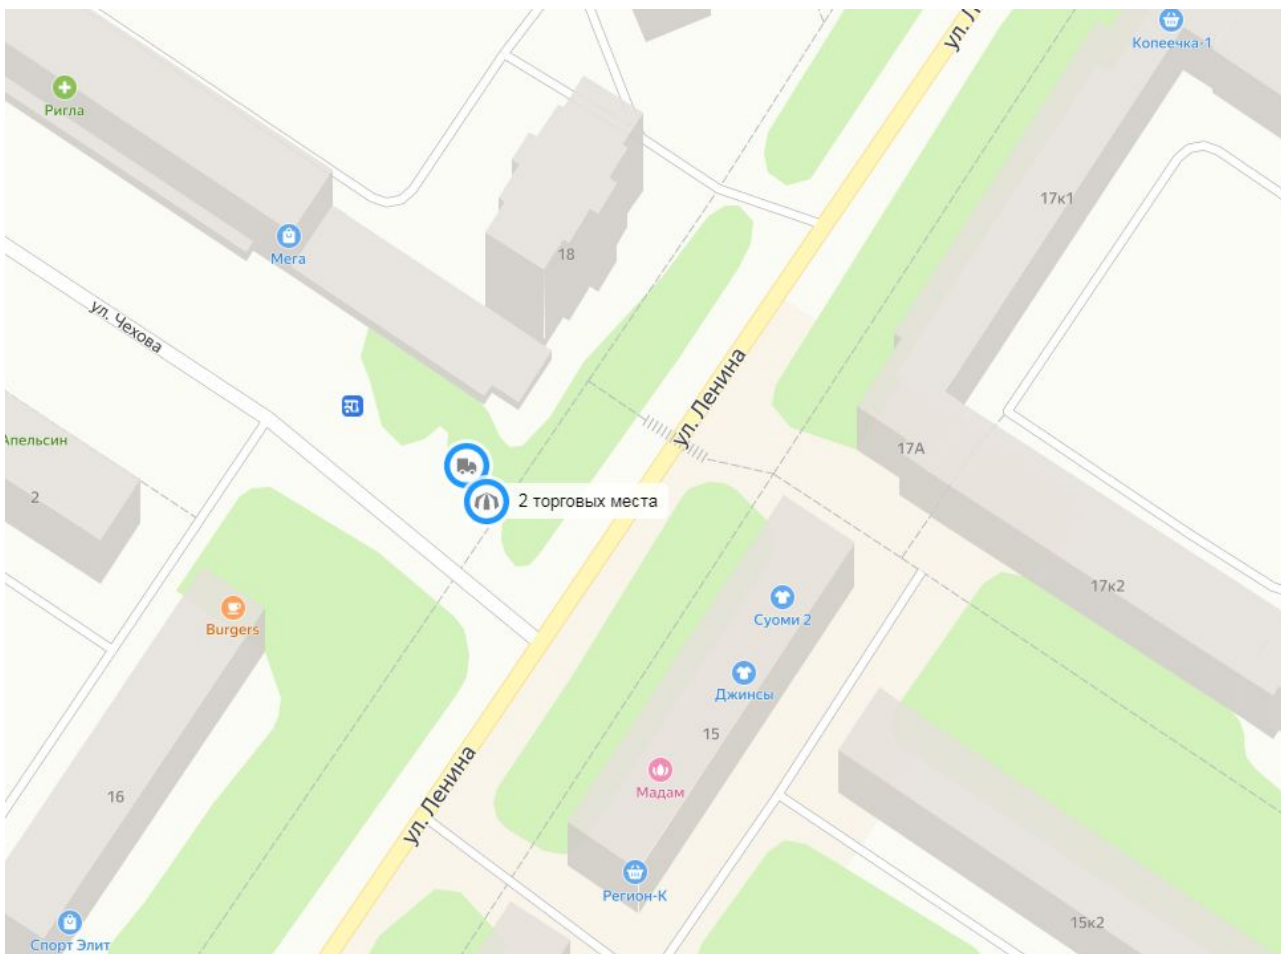 ул. Л
Копеечка-1
Ригла
17к1
18
Мега
ул. Чехова
ул. Ленина
Апельсин
17А
2
2 торговых места
17к2
Суоми 2
Burgers
Джинсы
15
Мадам
16
ул. Ленина
Регион-К
15к2
Спорт Элит